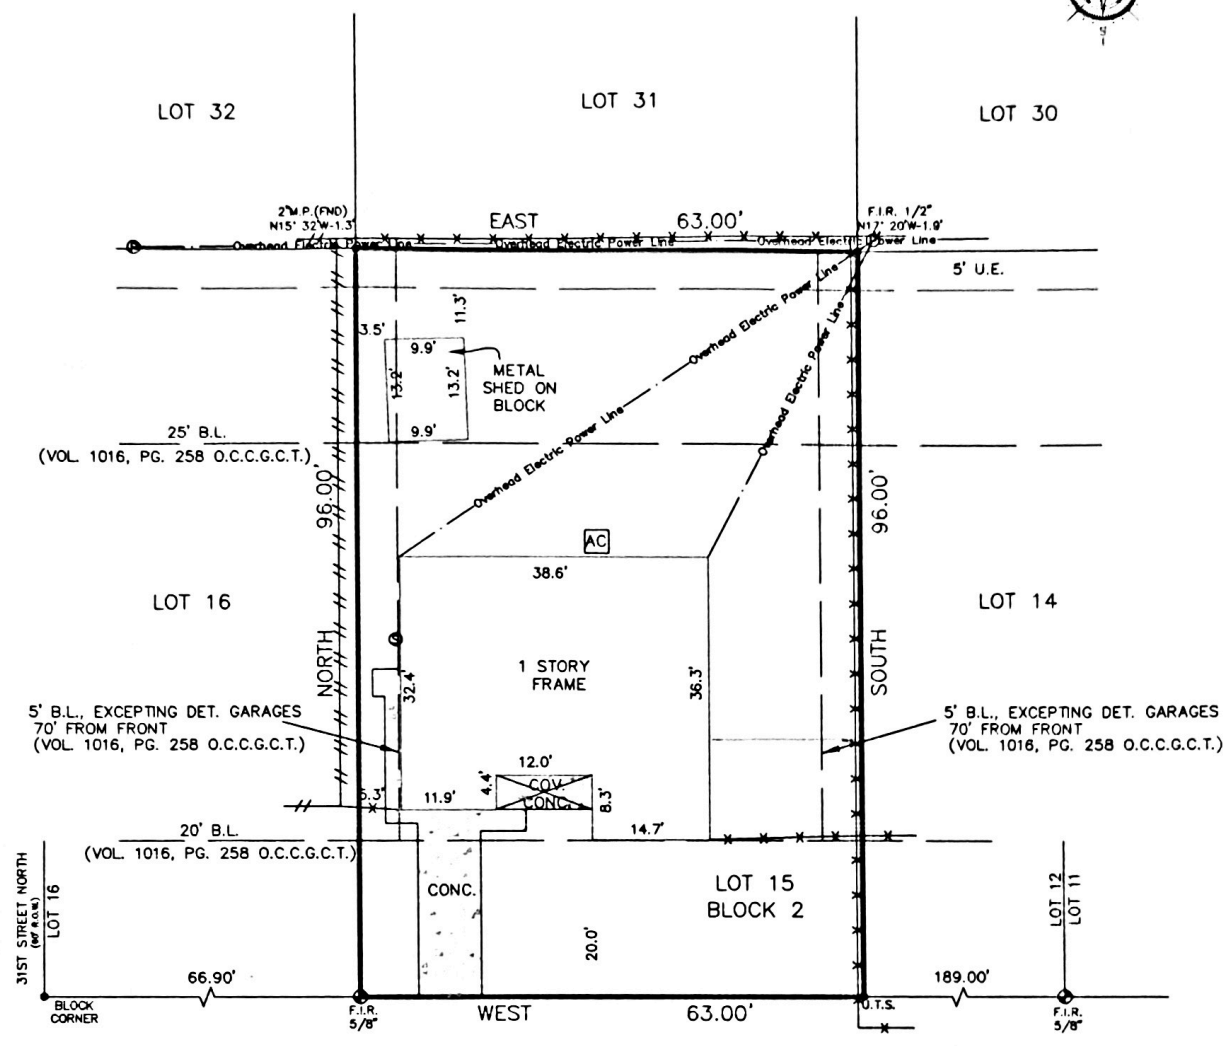 LOT 32
LOT 31
LOT 30
2"M.P.(FND)
N15° 32'W-1.3'
EAST 63.00'
F.I.R. 1/2"
N17° 20'W-1.9'
Overhead Electric Power Line
Overhead Electric Power Line
Overhead Electric Power Line
5' U.E.
Overhead Electric Power Line
Overhead Electric Power Line
Overhead Electric Power Line
11.3'
3.5'
9.9'
13.2'
13.2'
9.9'
METAL
SHED ON
BLOCK
25' B.L.
(VOL. 1016, PG. 258 O.C.C.G.C.T.)
96.00'
96.00'
AC
38.6'
LOT 16
LOT 14
NORTH
SOUTH
1 STORY
FRAME
32.4'
36.3'
5' B.L., EXCEPTING DET. GARAGES
70' FROM FRONT
(VOL. 1016, PG. 258 O.C.C.G.C.T.)
5' B.L., EXCEPTING DET. GARAGES
70' FROM FRONT
(VOL. 1016, PG. 258 O.C.C.G.C.T.)
12.0'
4.4'
COV.
CONC.
8.3'
5.3'
11.9'
14.7'
20' B.L.
(VOL. 1016, PG. 258 O.C.C.G.C.T.)
CONC.
LOT 15
BLOCK 2
20.0'
31ST STREET NORTH
(60' R.O.W.)
LOT 16
LOT 12
LOT 11
66.90'
189.00'
BLOCK
CORNER
F.I.R.
5/8"
WEST 63.00'
O.T.S.
F.I.R.
5/8"